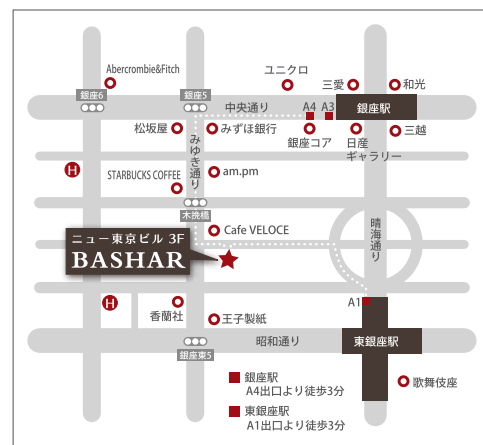 Abercrombie&Fitch
ユニクロ
三愛
和光
銀座6
銀座5
中央通り
A4
A3
銀座駅
松坂屋
みずほ銀行
銀座コア
日産
ギャラリー
三越
みゆき通り
H
STARBUCKS COFFEE
am.pm
木挽橋
Cafe VELOCE
晴海通り
ニュー東京ビル 3F
BASHAR
H
香蘭社
王子製紙
A1
昭和通り
東銀座駅
銀座東5
銀座駅
A4出口より徒歩3分
東銀座駅
A1出口より徒歩3分
歌舞伎座